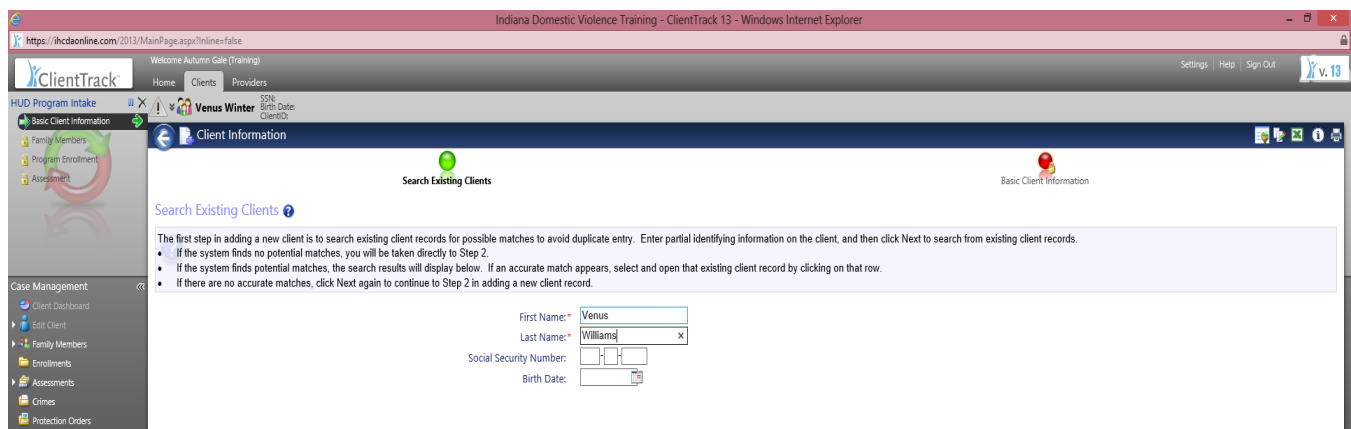 Indiana Domestic Violence Training - ClientTrack 13 - Windows Internet Explorer
https://ihcdaonline.com/2013/MainPage.aspx?Inline=false
ClientTrack
Welcome Autumn Gale (Training)
Settings | Help | Sign Out
v. 13
Home Clients Providers
HUD Program Intake
Venus Winter
SSN:
Birth Date:
ClientID:
Basic Client Information
Family Members
Program Enrollment
Assessment
Client Information
Search Existing Clients
Basic Client Information
Search Existing Clients
The first step in adding a new client is to search existing client records for possible matches to avoid duplicate entry. Enter partial identifying information on the client, and then click Next to search from existing client records.
• If the system finds no potential matches, you will be taken directly to Step 2.
• If the system finds potential matches, the search results will display below. If an accurate match appears, select and open that existing client record by clicking on that row.
• If there are no accurate matches, click Next again to continue to Step 2 in adding a new client record.
First Name:* Venus
Last Name:* Williams
Social Security Number: - -
Birth Date:
Case Management
Client Dashboard
Edit Client
Family Members
Enrollments
Assessments
Crimes
Protection Orders